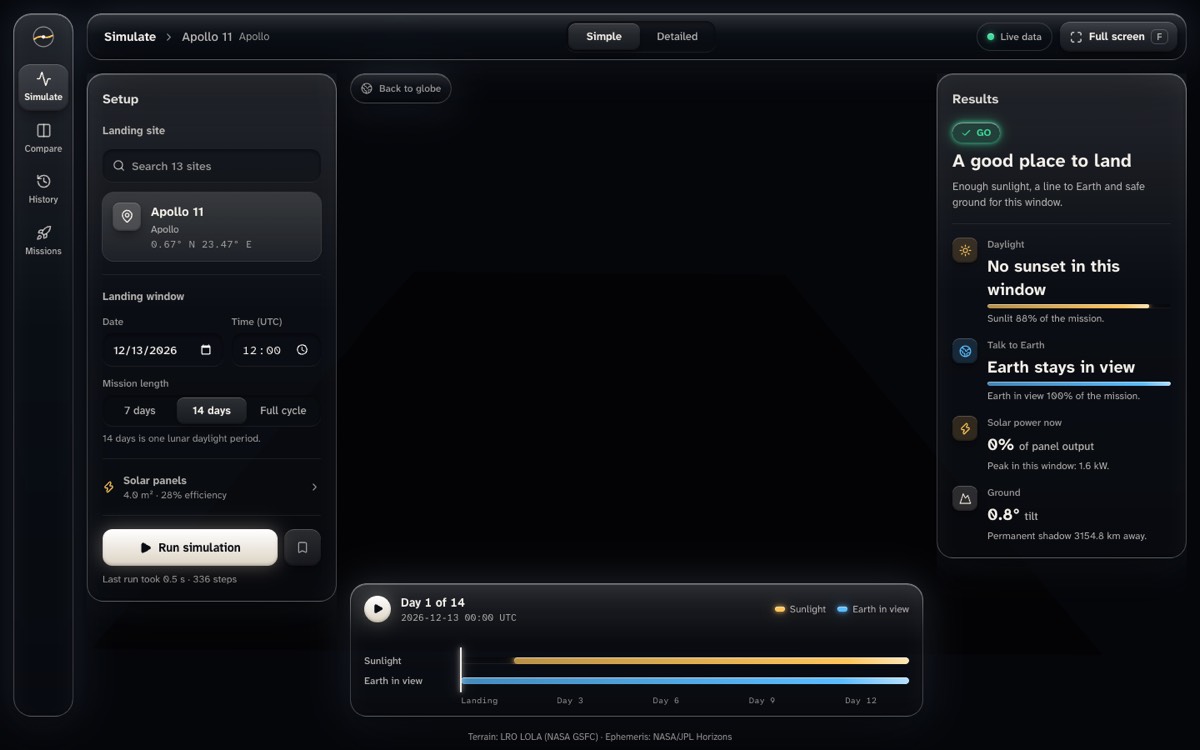 Simulate > Apollo 11 Apollo
Simple
Detailed
Live data
Full screen F
Simulate
Compare
History
Missions
Setup
Landing site
Search 13 sites
Apollo 11
Apollo
0.67° N 23.47° E
Landing window
Date
Time (UTC)
12/13/2026
12:00
Mission length
7 days
14 days
Full cycle
14 days is one lunar daylight period.
Solar panels
4.0 m² · 28% efficiency
Run simulation
Last run took 0.5 s · 336 steps
Back to globe
Day 1 of 14
2026-12-13 00:00 UTC
Sunlight
Earth in view
Sunlight
Earth in view
Landing
Day 3
Day 6
Day 9
Day 12
Results
GO
A good place to land
Enough sunlight, a line to Earth and safe
ground for this window.
Daylight
No sunset in this
window
Sunlit 88% of the mission.
Talk to Earth
Earth stays in view
Earth in view 100% of the mission.
Solar power now
0% of panel output
Peak in this window: 1.6 kW.
Ground
0.8° tilt
Permanent shadow 3154.8 km away.
Terrain: LRO LOLA (NASA GSFC) · Ephemeris: NASA/JPL Horizons